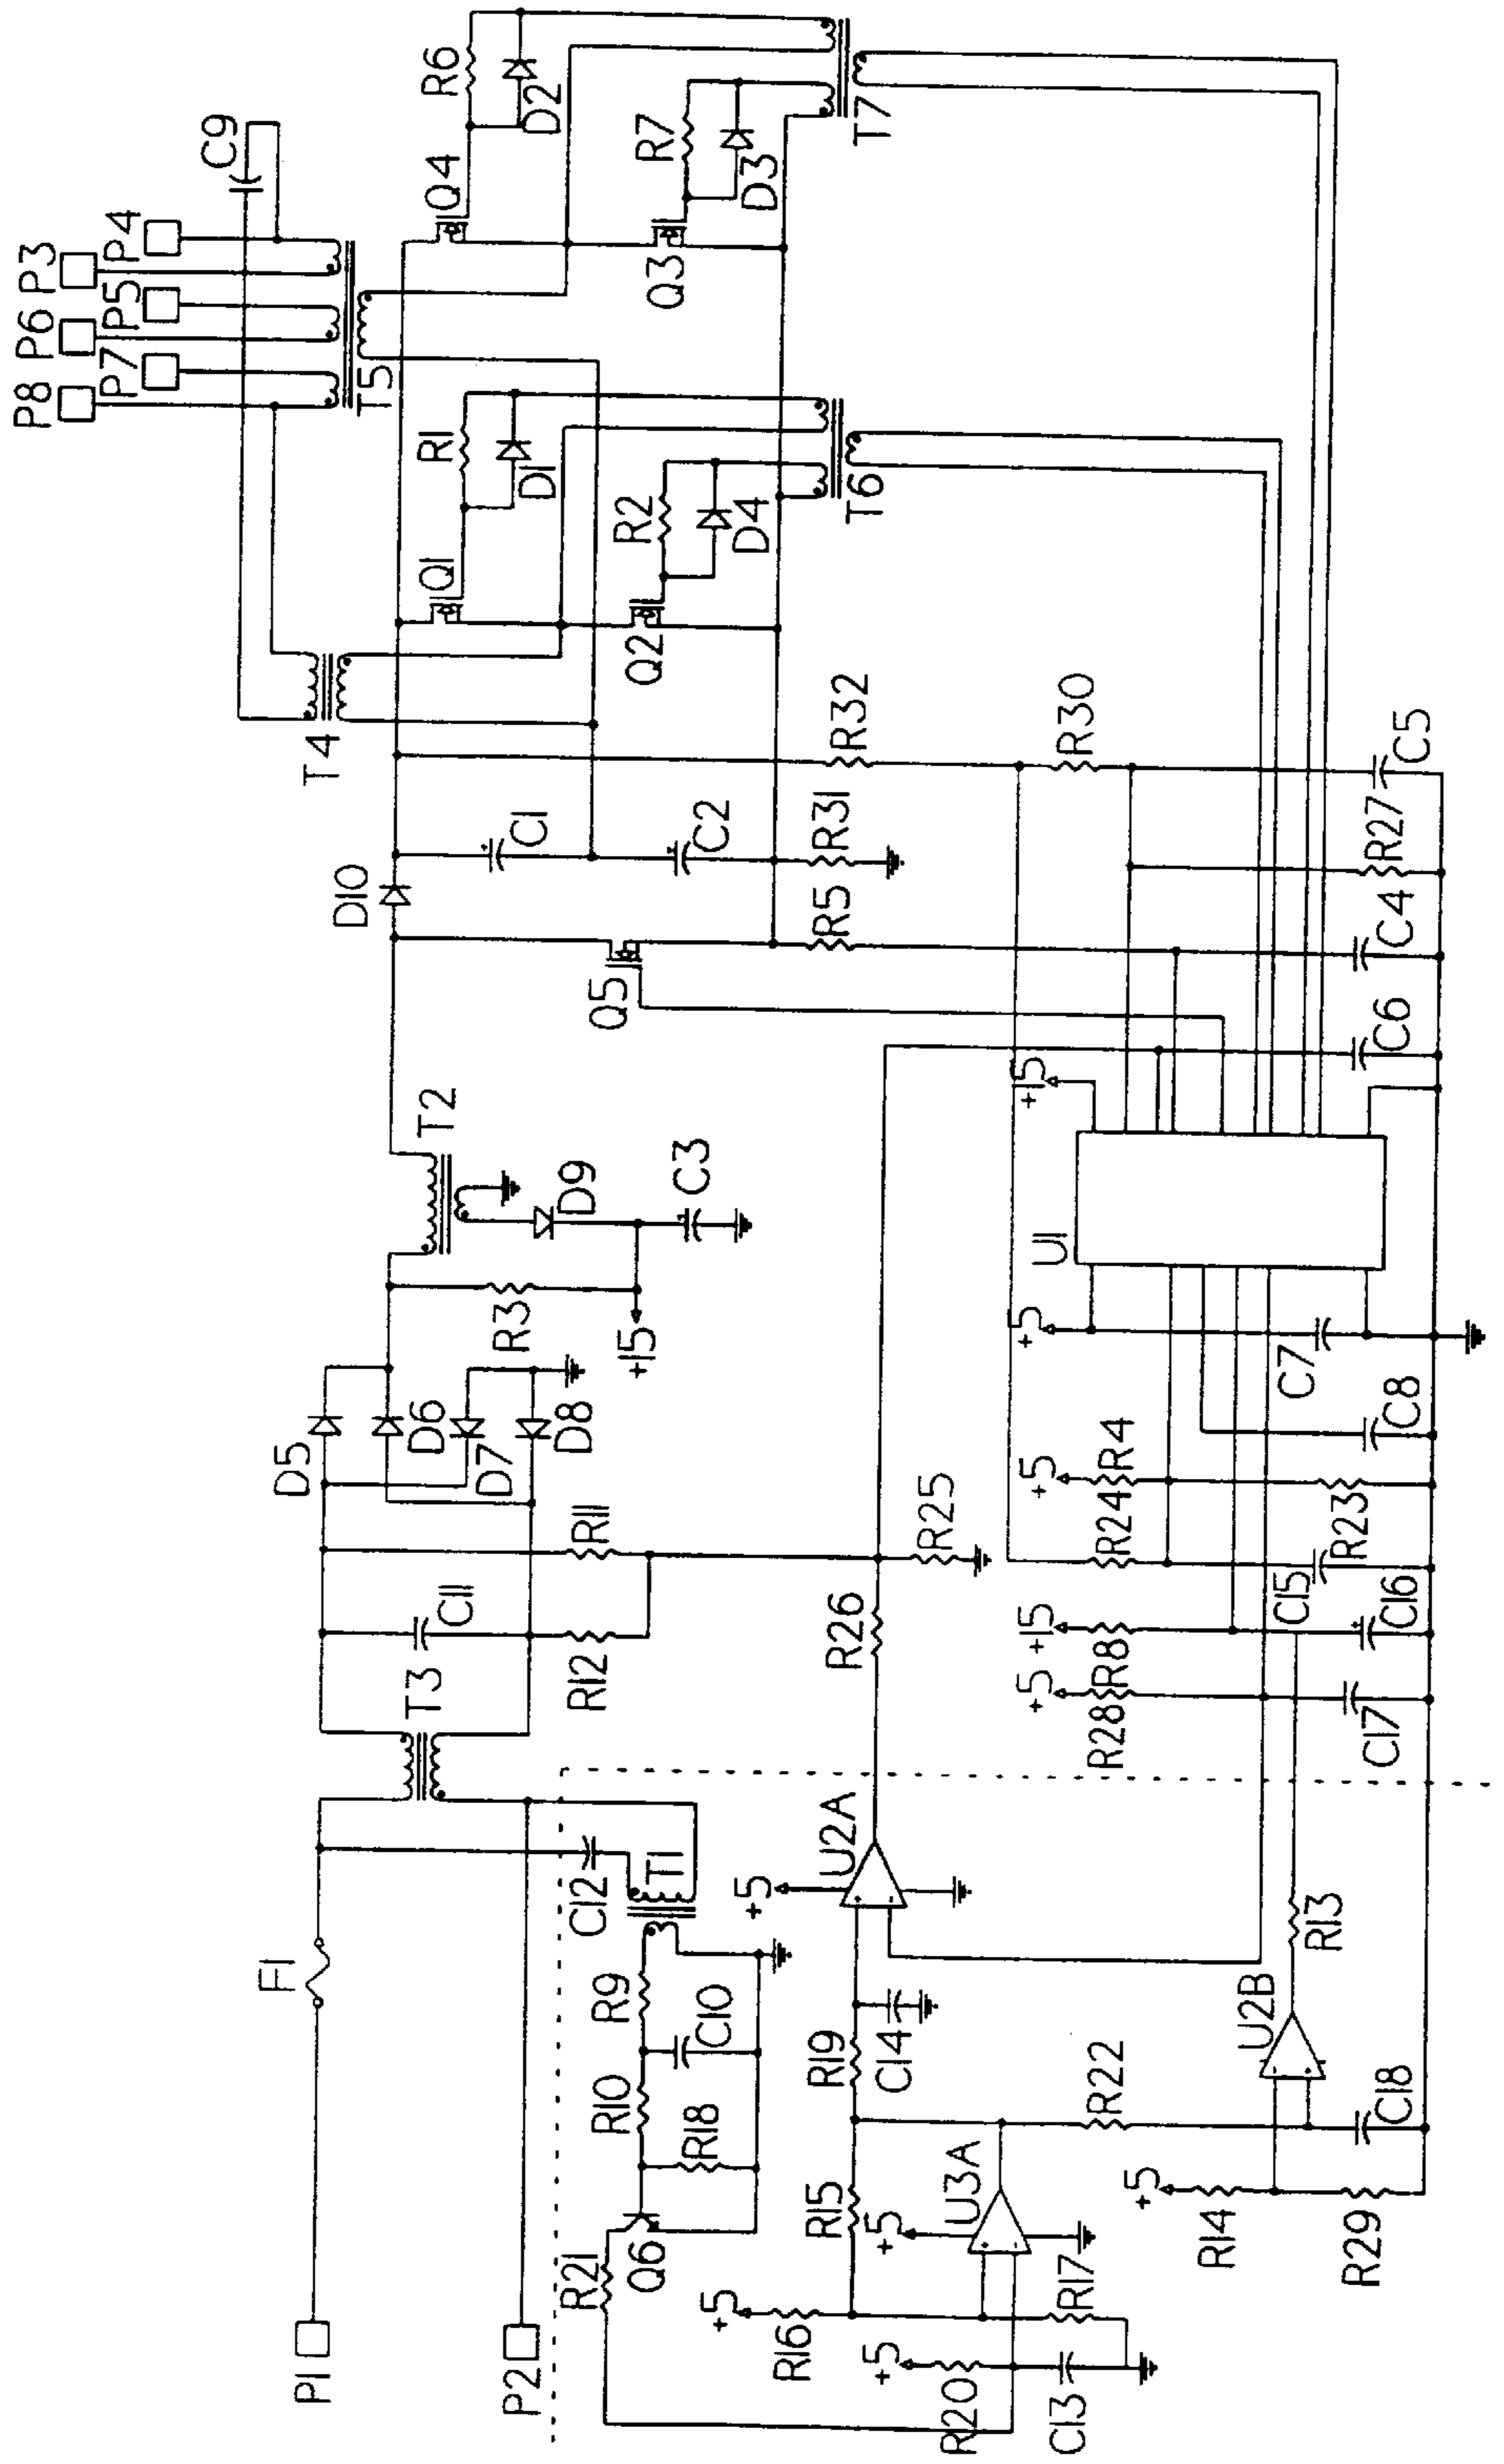 P8
P6
P3
P7
P5
P4
C9
T5
T4
R6
D2
Q4
R7
D3
Q3
T7
R1
D1
Q1
R2
D4
Q2
T6
D10
C1
C2
R32
R31
R30
R5
Q5
C5
R27
C4
C6
T2
D9
C3
R3
+15
D5
D6
D7
D8
R11
C11
R12
T3
F1
P1
P2
C12
T1
R9
C10
R10
R18
Q6
R21
R25
R26
U2A
+5
R19
C14
R15
U3A
+5
+5
R16
R17
+5
R20
C13
R22
U2B
R13
C18
+5
R14
R29
+15
U1
+5
C7
C8
+5
R4
R24
R23
C15
+15
R8
C16
+5
R28
C17